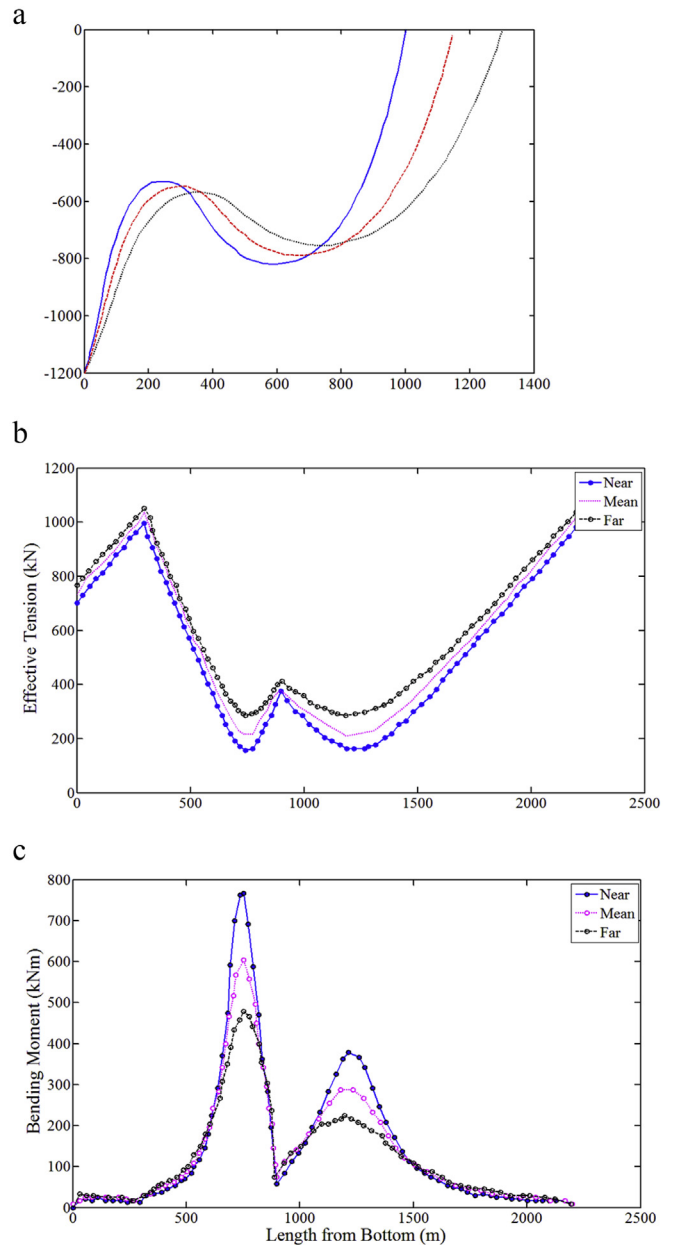 a
0
-200
-400
-600
-800
-1000
-1200
0 200 400 600 800 1000 1200 1400
b
1200
1000
800
600
400
200
0
Effective Tension (kN)
Near
Mean
Far
0 500 1000 1500 2000 2500
c
800
700
600
500
400
300
200
100
0
Bending Moment (kNm)
Near
Mean
Far
0 500 1000 1500 2000 2500
Length from Bottom (m)